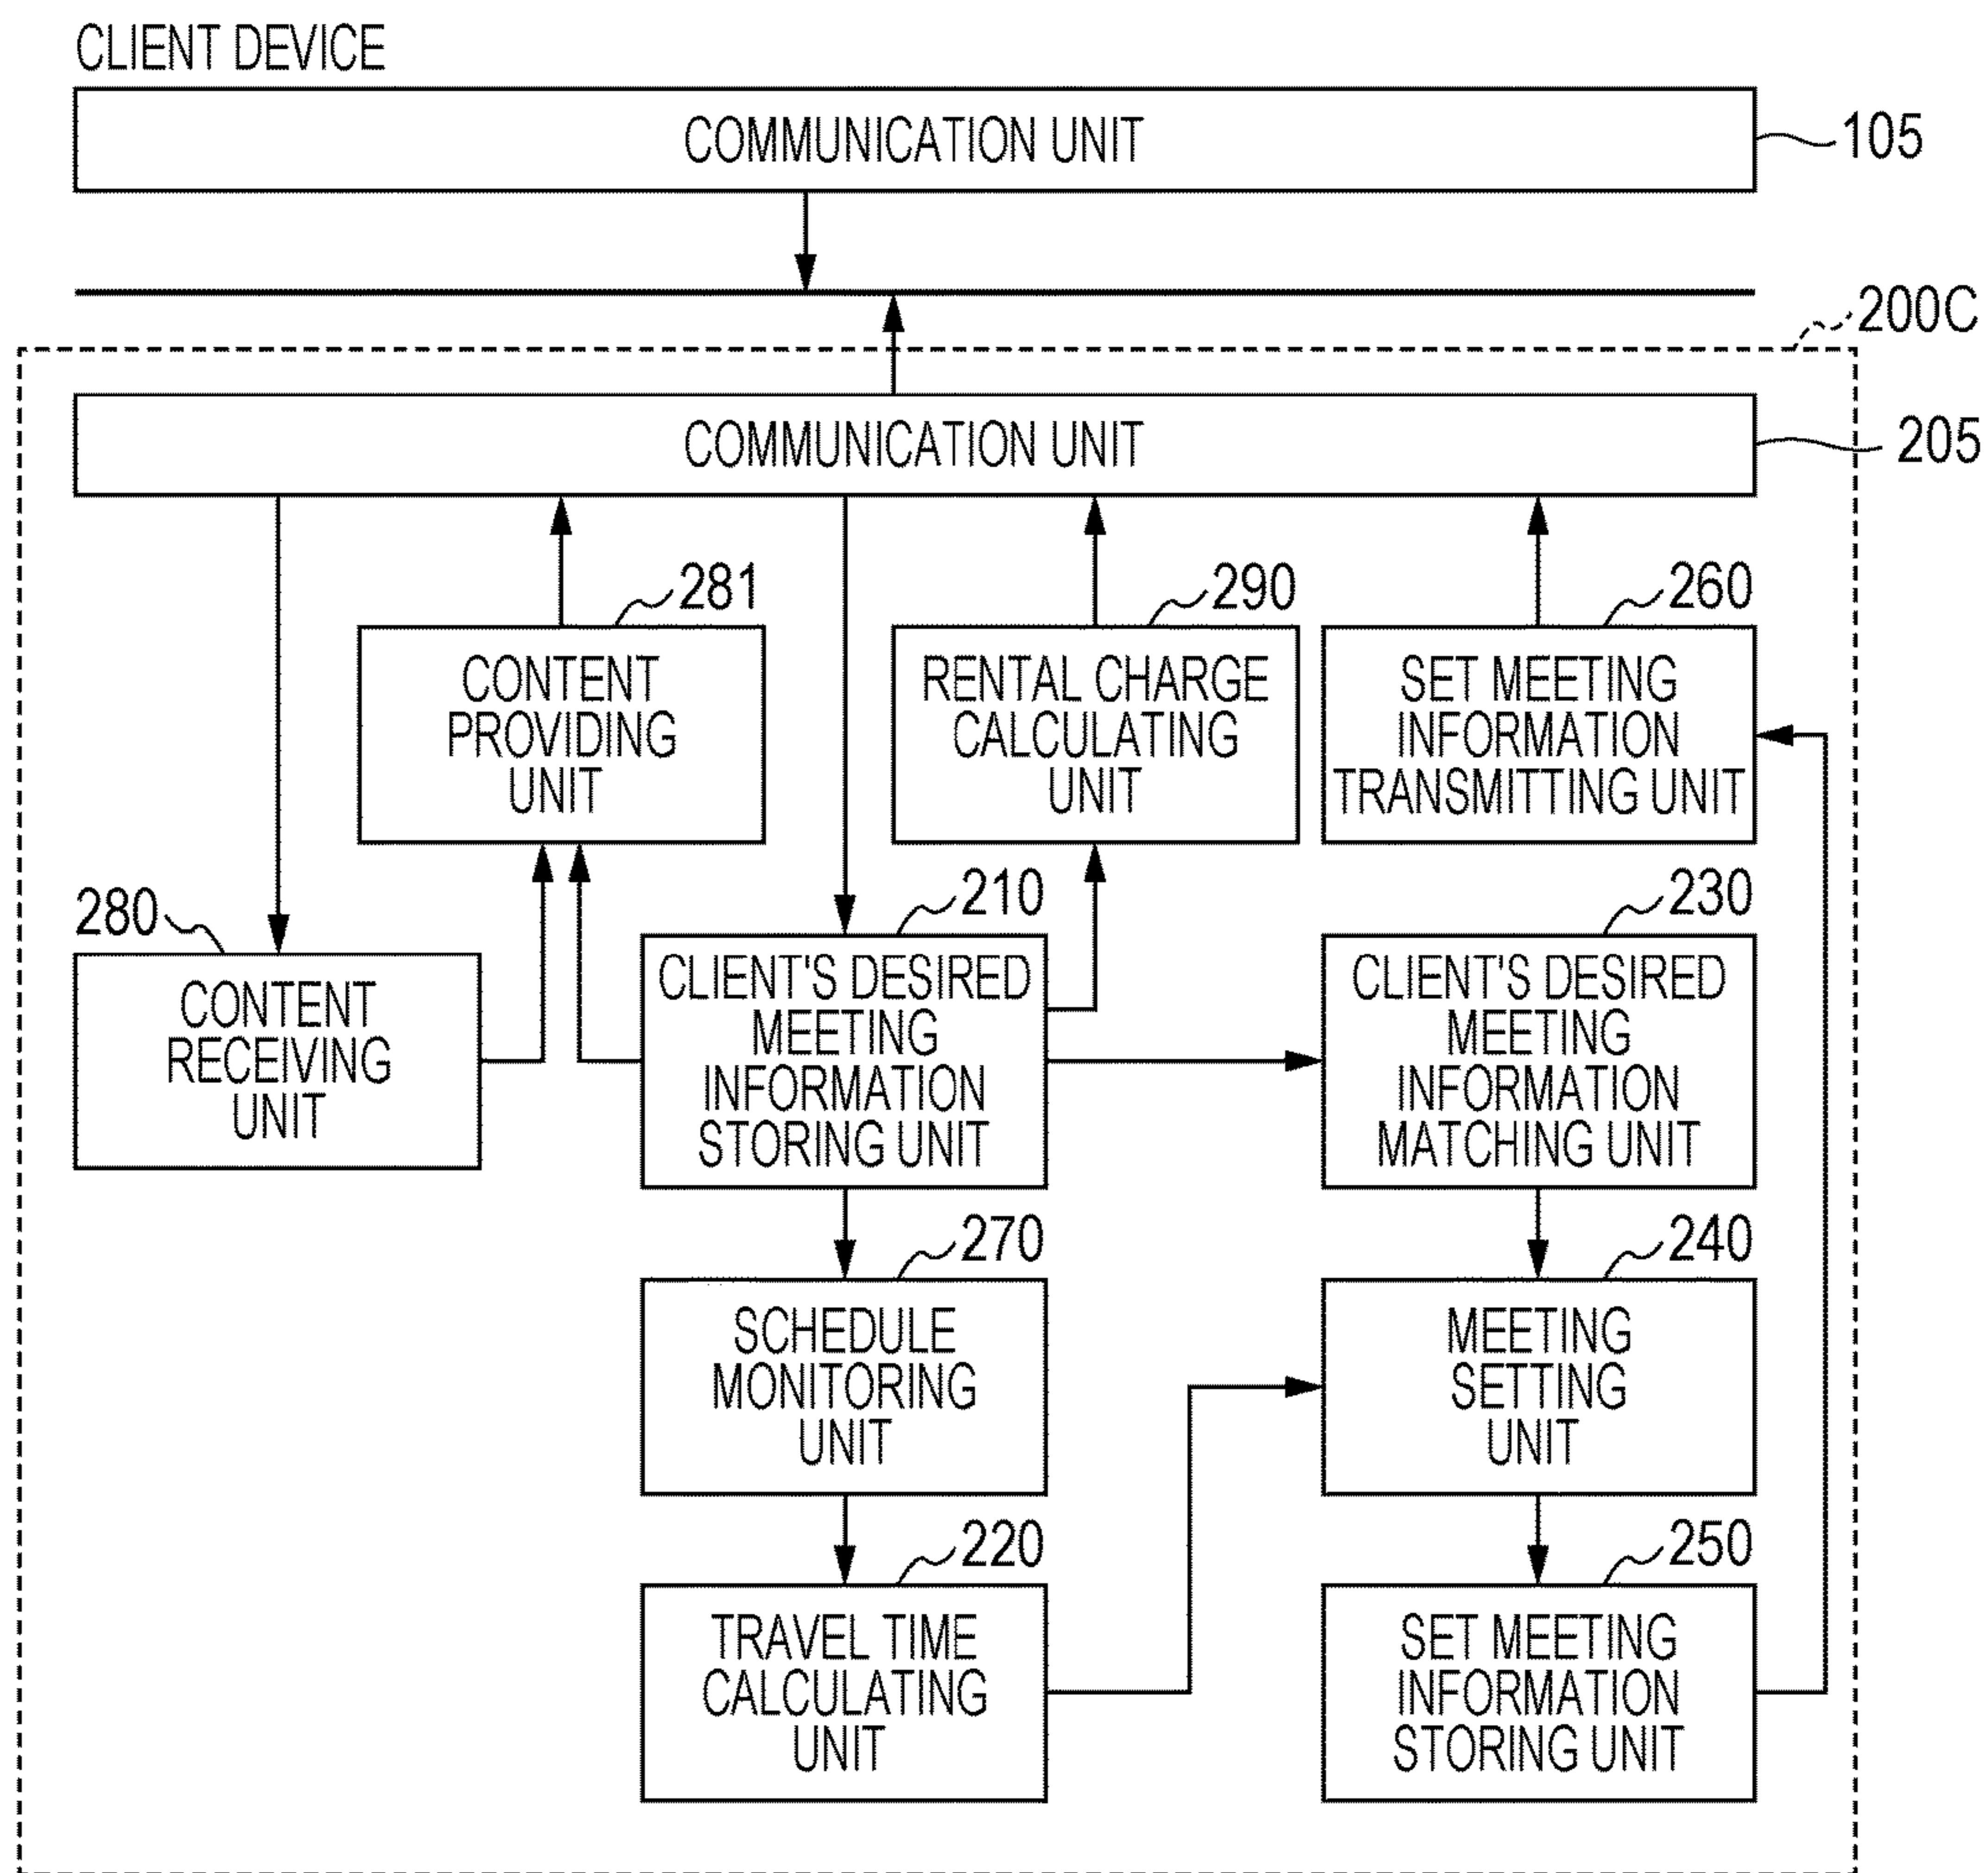 CLIENT DEVICE
COMMUNICATION UNIT
105
200C
COMMUNICATION UNIT
205
281
CONTENT
PROVIDING
UNIT
290
RENTAL CHARGE
CALCULATING
UNIT
260
SET MEETING
INFORMATION
TRANSMITTING UNIT
280
CONTENT
RECEIVING
UNIT
210
CLIENT'S DESIRED
MEETING
INFORMATION
STORING UNIT
230
CLIENT'S DESIRED
MEETING
INFORMATION
MATCHING UNIT
270
SCHEDULE
MONITORING
UNIT
240
MEETING
SETTING
UNIT
220
TRAVEL TIME
CALCULATING
UNIT
250
SET MEETING
INFORMATION
STORING UNIT